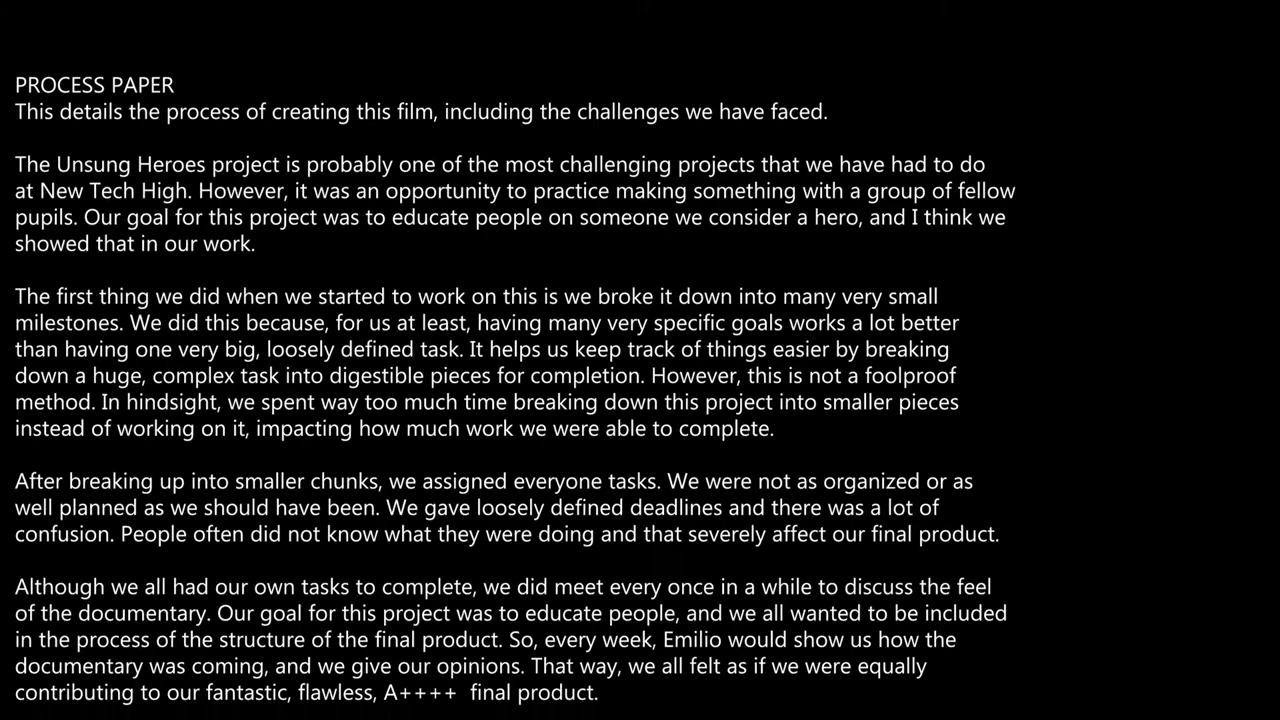 PROCESS PAPER
This details the process of creating this film, including the challenges we have faced.
The Unsung Heroes project is probably one of the most challenging projects that we have had to do
at New Tech High. However, it was an opportunity to practice making something with a group of fellow
pupils. Our goal for this project was to educate people on someone we consider a hero, and I think we
showed that in our work.
The first thing we did when we started to work on this is we broke it down into many very small
milestones. We did this because, for us at least, having many very specific goals works a lot better
than having one very big, loosely defined task. It helps us keep track of things easier by breaking
down a huge, complex task into digestible pieces for completion. However, this is not a foolproof
method. In hindsight, we spent way too much time breaking down this project into smaller pieces
instead of working on it, impacting how much work we were able to complete.
After breaking up into smaller chunks, we assigned everyone tasks. We were not as organized or as
well planned as we should have been. We gave loosely defined deadlines and there was a lot of
confusion. People often did not know what they were doing and that severely affect our final product.
Although we all had our own tasks to complete, we did meet every once in a while to discuss the feel
of the documentary. Our goal for this project was to educate people, and we all wanted to be included
in the process of the structure of the final product. So, every week, Emilio would show us how the
documentary was coming, and we give our opinions. That way, we all felt as if we were equally
contributing to our fantastic, flawless, A++++ final product.